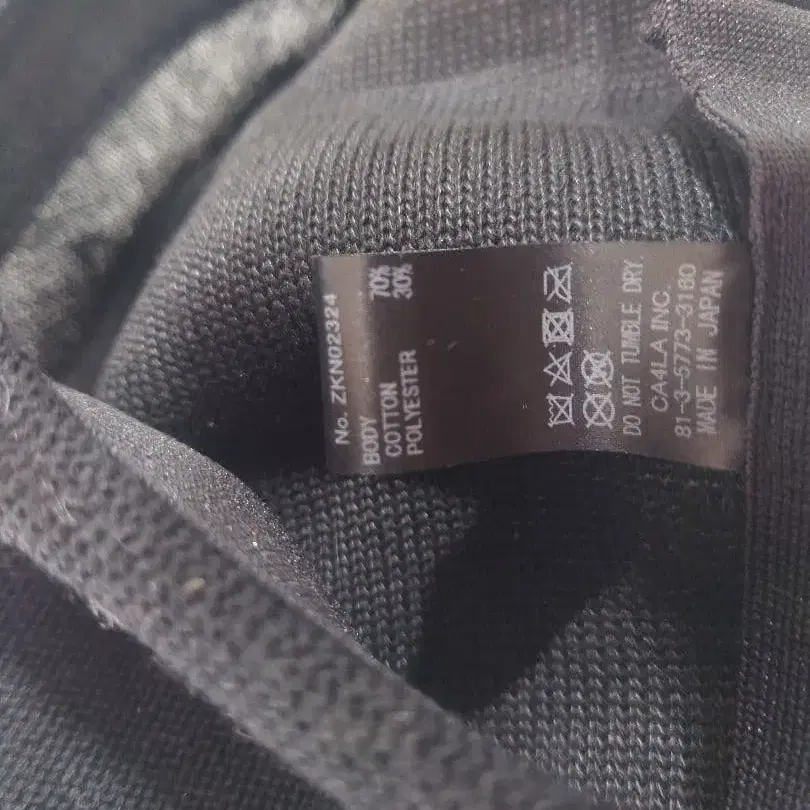 No. ZKN02324
BODY
COTTON 70%
POLYESTER 30%
DO NOT TUMBLE DRY.
CA4LA INC.
81-3-5773-3160
MADE IN JAPAN